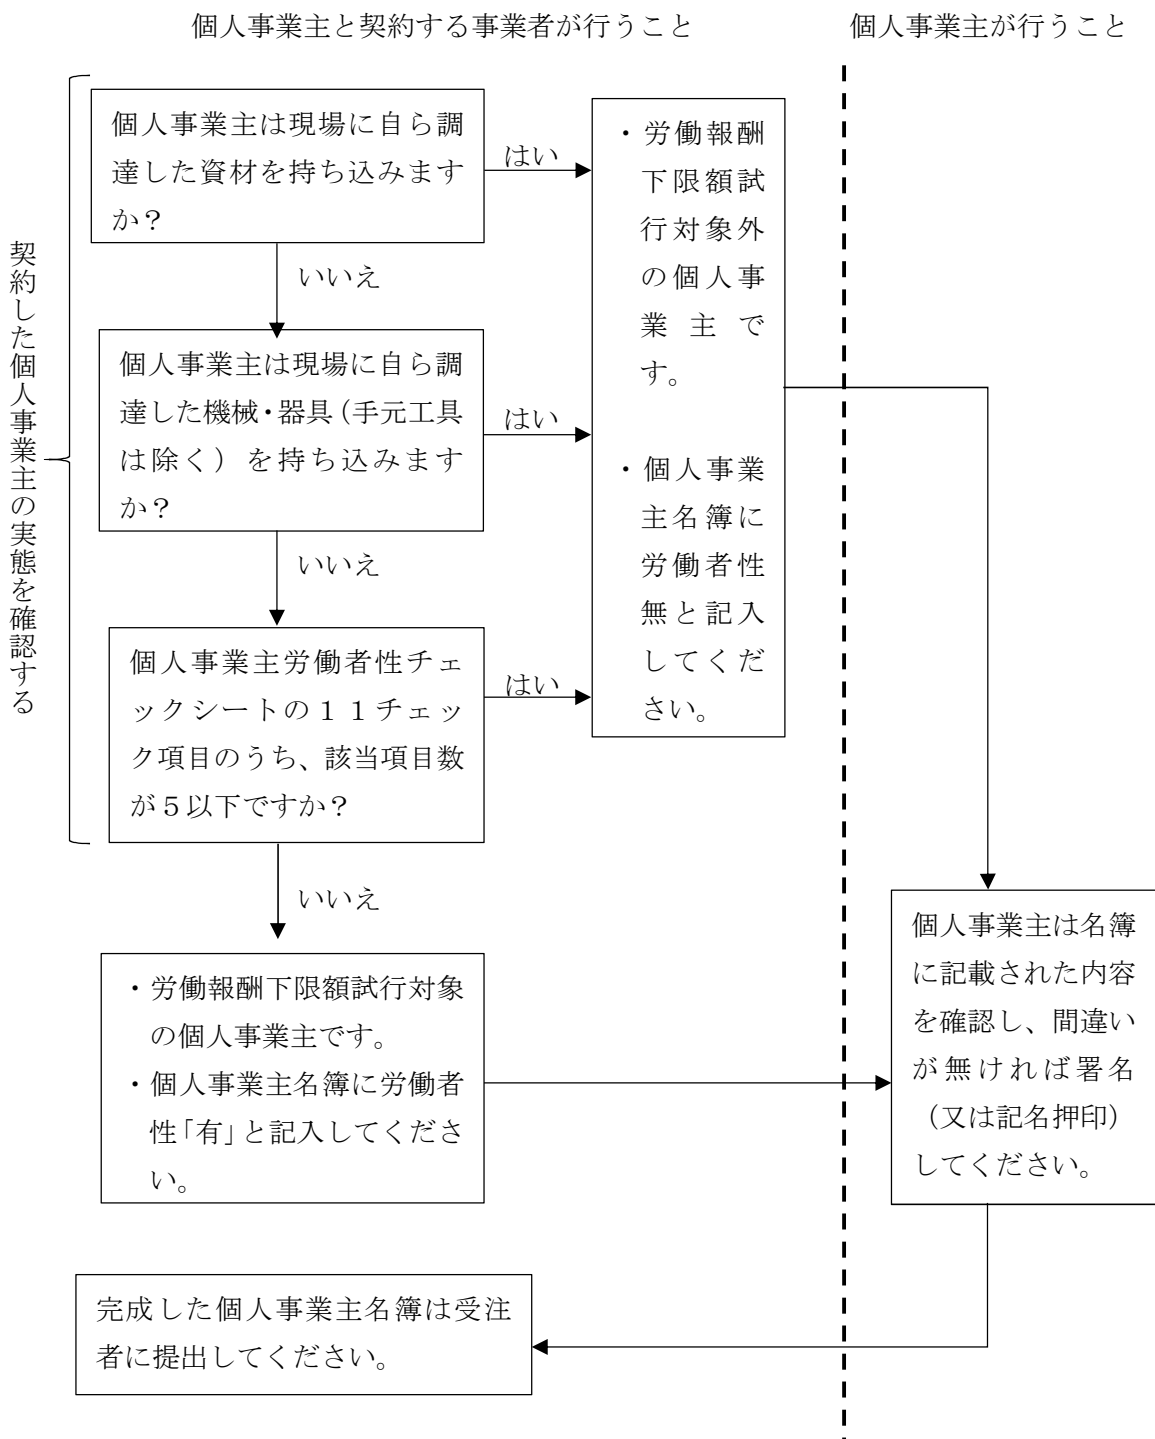 個人事業主と契約する事業者が行うこと
個人事業主が行うこと
契約した個人事業主の実態を確認する
個人事業主は現場に自ら調
達した資材を持ち込みます
か?
はい
いいえ
個人事業主は現場に自ら調
達した機械・器具(手元工具
は除く)を持ち込みます
か?
はい
いいえ
個人事業主労働者性チェ
ックシートの11チェッ
ク項目のうち、該当項目数
が5以下ですか?
はい
いいえ
・労働報酬
下限額試
行対象外
の個人事
業主で
す。
・個人事業
主名簿に
労働者性
無と記入
してくだ
さい。
・労働報酬下限額試行対象
の個人事業主です。
・個人事業主名簿に労働者
性「有」と記入してくださ
い。
個人事業主は名簿
に記載された内容
を確認し、間違い
が無ければ署名
(又は記名押印)
してください。
完成した個人事業主名簿は受注
者に提出してください。